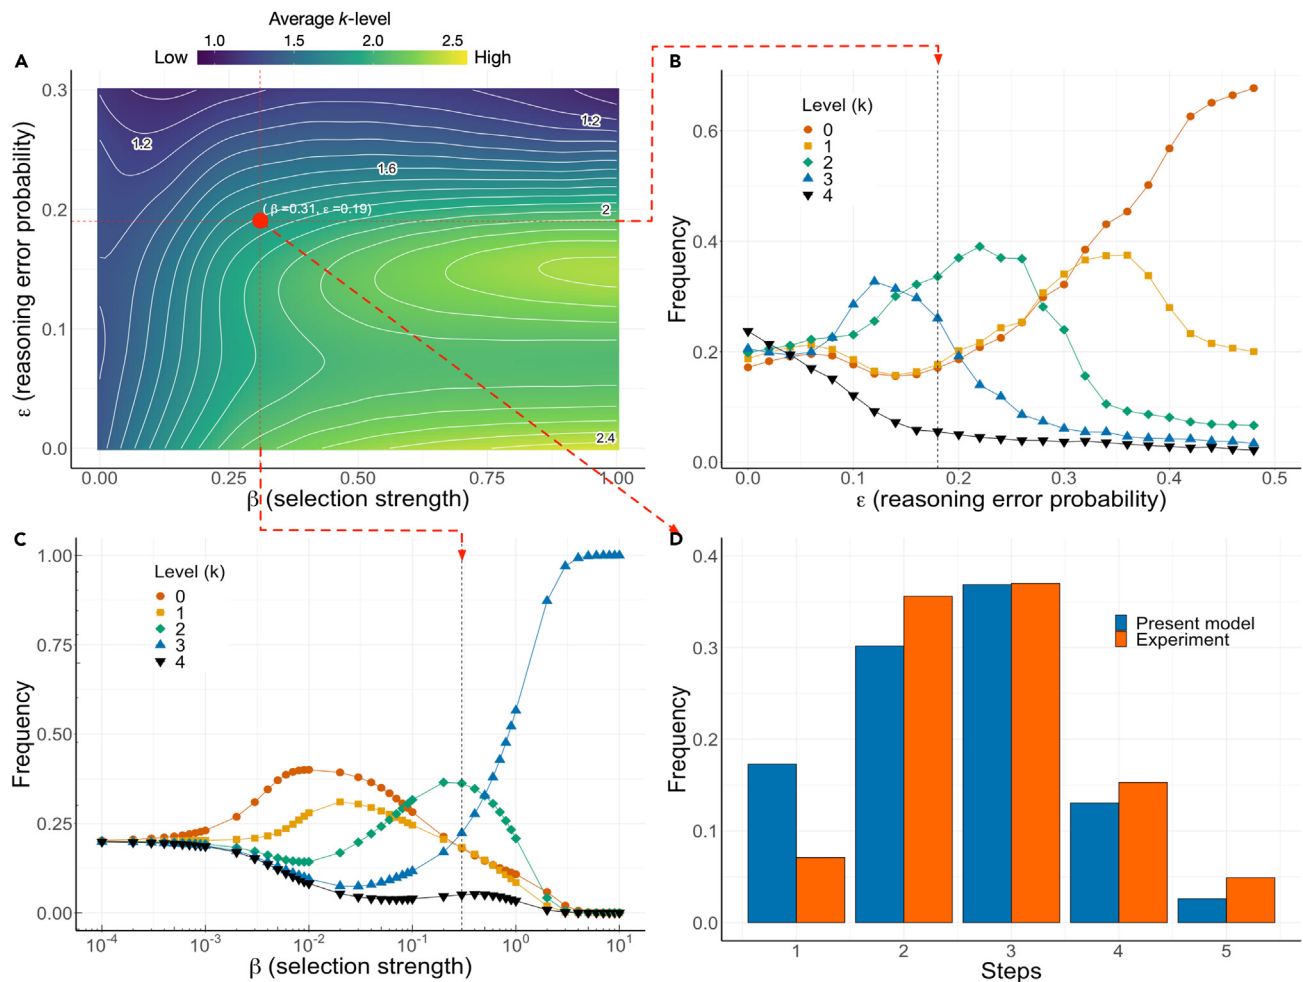 Average k-level
Low 1.0 1.5 2.0 2.5 High
A
ε (reasoning error probability)
0.3
0.2
0.1
0.0
1.2
1.2
1.6
2
(β=0.31, ε=0.19)
2.4
0.00 0.25 0.50 0.75 1.00
β (selection strength)
B
Frequency
0.6
0.4
0.2
0.0
Level (k)
0
1
2
3
4
0.0 0.1 0.2 0.3 0.4 0.5
ε (reasoning error probability)
C
Frequency
1.00
0.75
0.50
0.25
0.00
Level (k)
0
1
2
3
4
10⁻⁴ 10⁻³ 10⁻² 10⁻¹ 10⁰ 10¹
β (selection strength)
D
Frequency
0.4
0.3
0.2
0.1
0.0
Present model
Experiment
1 2 3 4 5
Steps